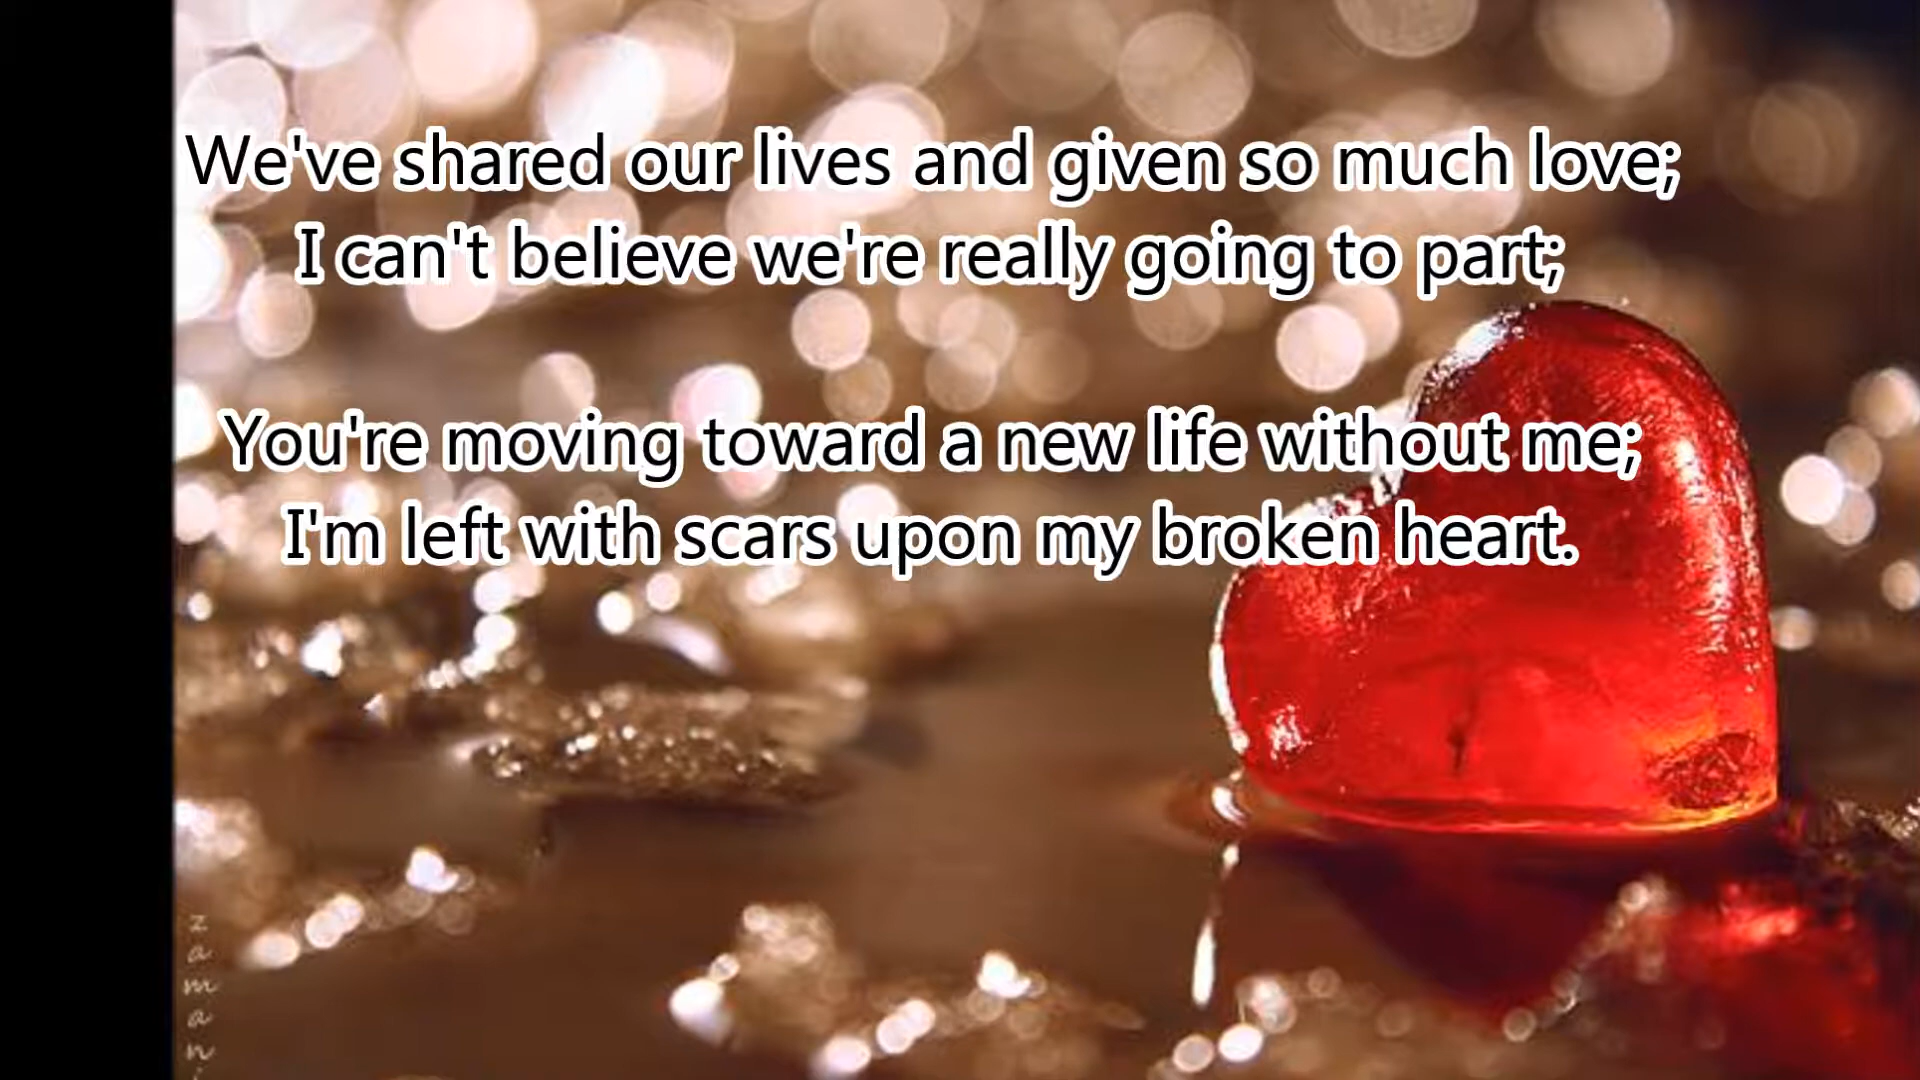 We've shared our lives and given so much love;
I can't believe we're really going to part;
You're moving toward a new life without me;
I'm left with scars upon my broken heart.
z
a
m
a
n